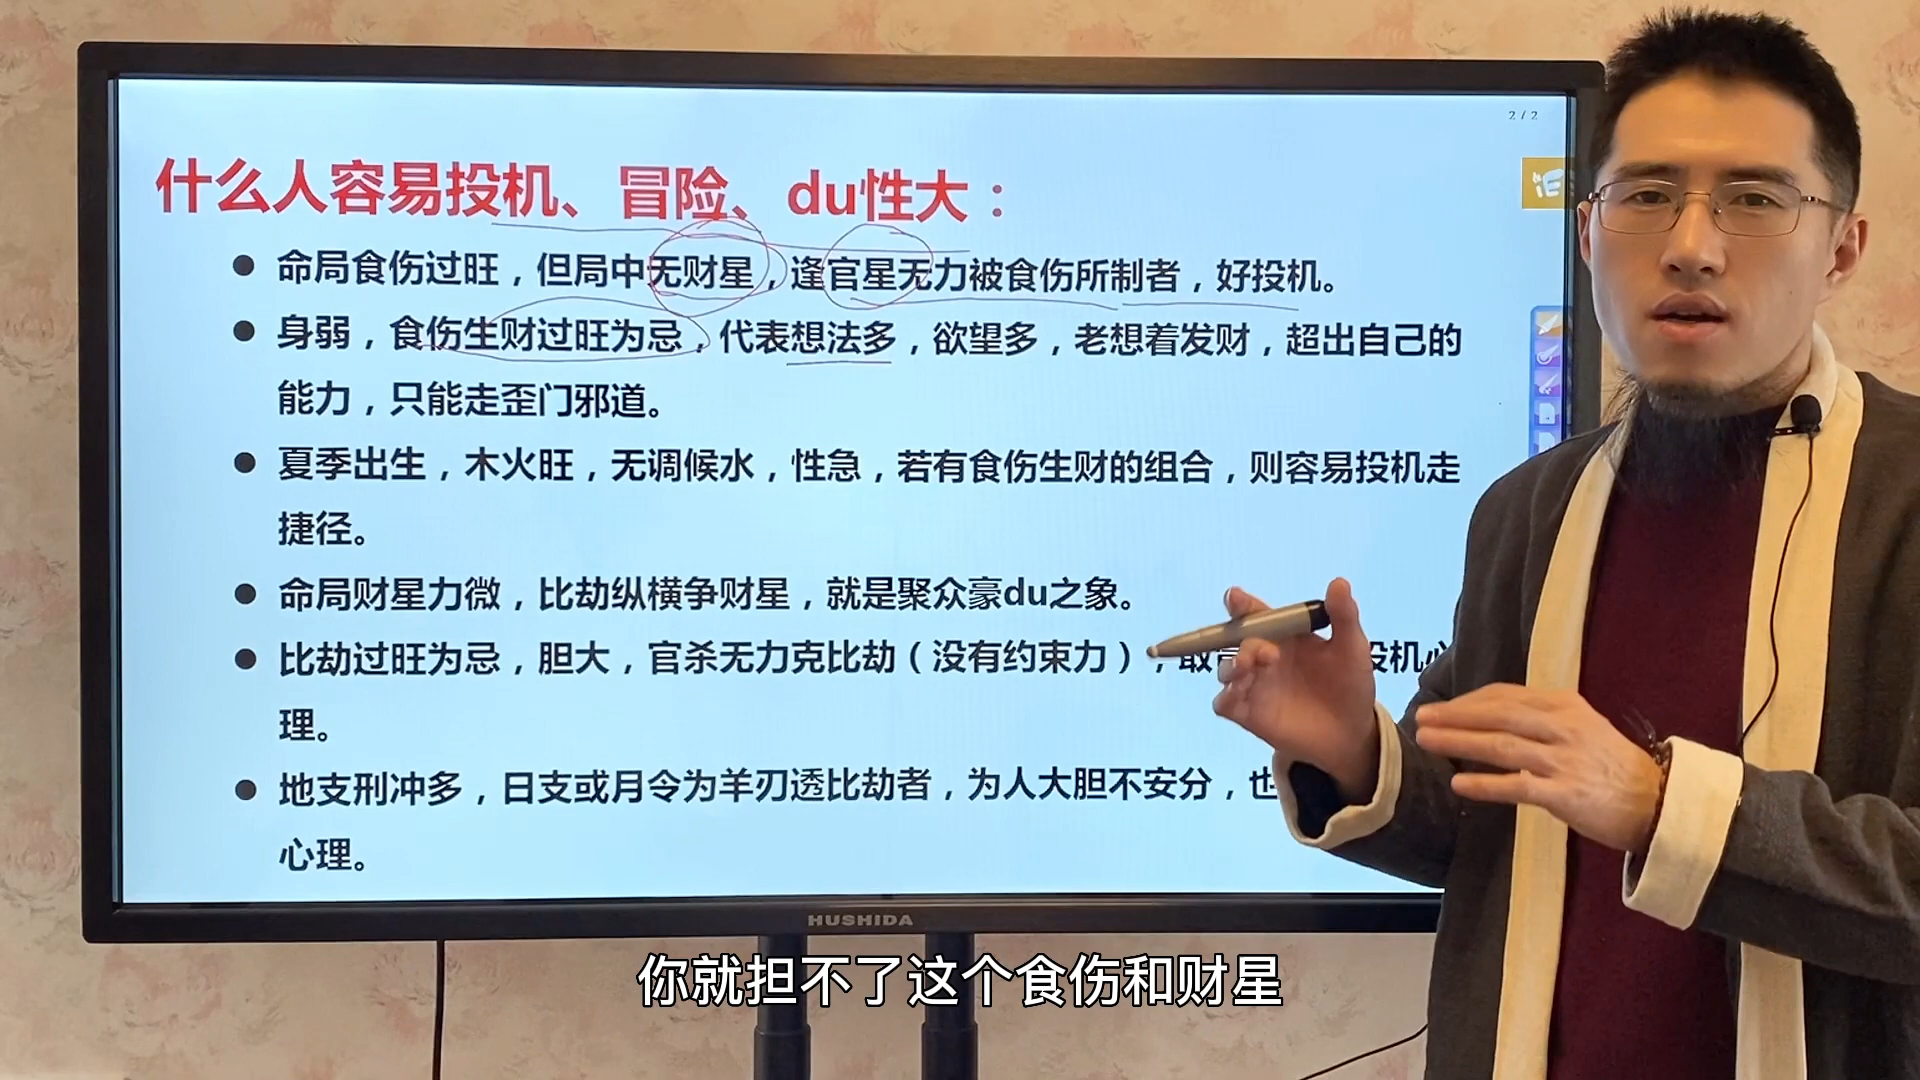 2 / 2
什么人容易投机、冒险、du性大：
● 命局食伤过旺，但局中无财星，逢官星无力被食伤所制者，好投机。
● 身弱，食伤生财过旺为忌，代表想法多，欲望多，老想着发财，超出自己的
能力，只能走歪门邪道。
● 夏季出生，木火旺，无调候水，性急，若有食伤生财的组合，则容易投机走
捷径。
● 命局财星力微，比劫纵横争财星，就是聚众豪du之象。
● 比劫过旺为忌，胆大，官杀无力克比劫（没有约束力），敢 投机心
理。
● 地支刑冲多，日支或月令为羊刃透比劫者，为人大胆不安分，也
心理。
HUSHIDA
你就担不了这个食伤和财星